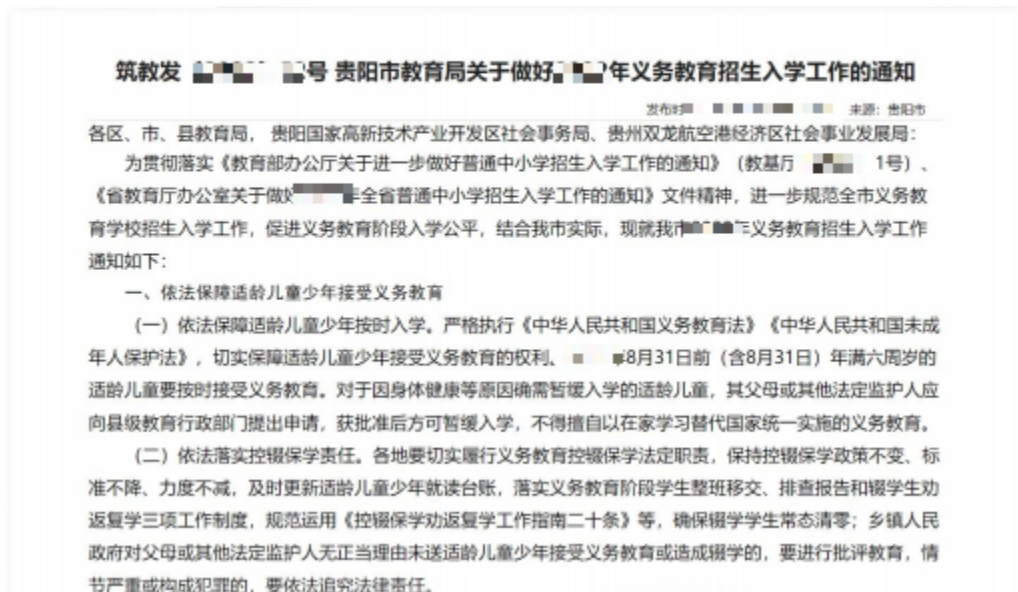 筑教发 号 贵阳市教育局关于做好 年义务教育招生入学工作的通知
发布时 来源：贵阳市
各区、市、县教育局， 贵阳国家高新技术产业开发区社会事务局、贵州双龙航空港经济区社会事业发展局：
为贯彻落实《教育部办公厅关于进一步做好普通中小学招生入学工作的通知》（教基厅 1号）、
《省教育厅办公室关于做好 年全省普通中小学招生入学工作的通知》文件精神，进一步规范全市义务教
育学校招生入学工作，促进义务教育阶段入学公平，结合我市实际，现就我市 年义务教育招生入学工作
通知如下：
一、依法保障适龄儿童少年接受义务教育
（一）依法保障适龄儿童少年按时入学。严格执行《中华人民共和国义务教育法》《中华人民共和国未成
年人保护法》，切实保障适龄儿童少年接受义务教育的权利、 8月31日前（含8月31日）年满六周岁的
适龄儿童要按时接受义务教育。对于因身体健康等原因确需暂缓入学的适龄儿童，其父母或其他法定监护人应
向县级教育行政部门提出申请，获批准后方可暂缓入学，不得擅自以在家学习替代国家统一实施的义务教育。
（二）依法落实控辍保学责任。各地要切实履行义务教育控辍保学法定职责，保持控辍保学政策不变、标
准不降、力度不减，及时更新适龄儿童少年就读台账，落实义务教育阶段学生整班移交、排查报告和辍学生劝
返复学三项工作制度，规范运用《控辍保学劝返复学工作指南二十条》等，确保辍学学生常态清零；乡镇人民
政府对父母或其他法定监护人无正当理由未送适龄儿童少年接受义务教育或造成辍学的，要进行批评教育，情
节严重或构成犯罪的，要依法追究法律责任。